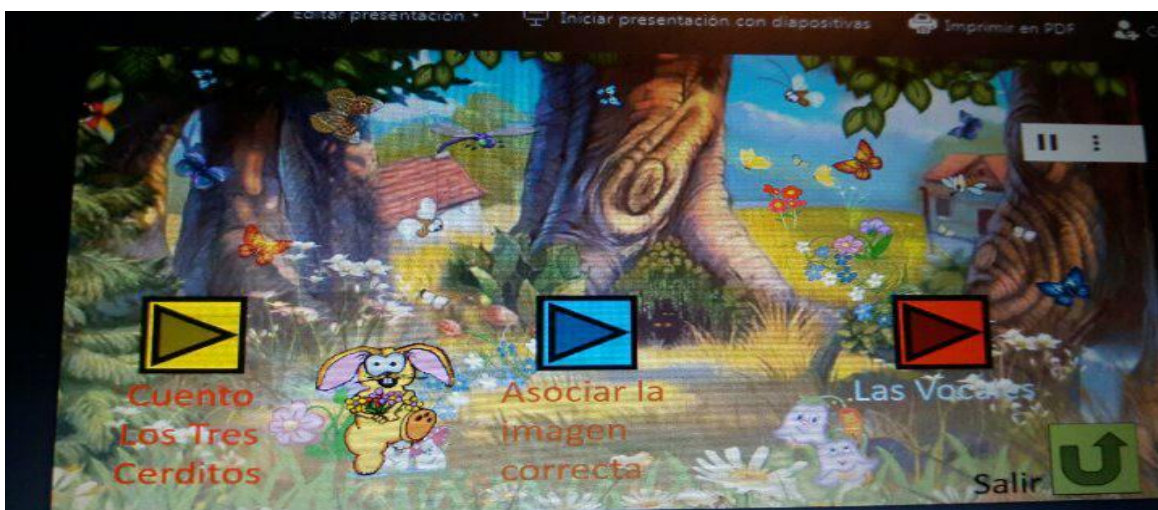 Editar presentación
Iniciar presentación con diapositivas
Imprimir en PDF
Cuento
Los Tres
Cerditos
Asociar la
imagen
correcta
Las Vocales
Salir